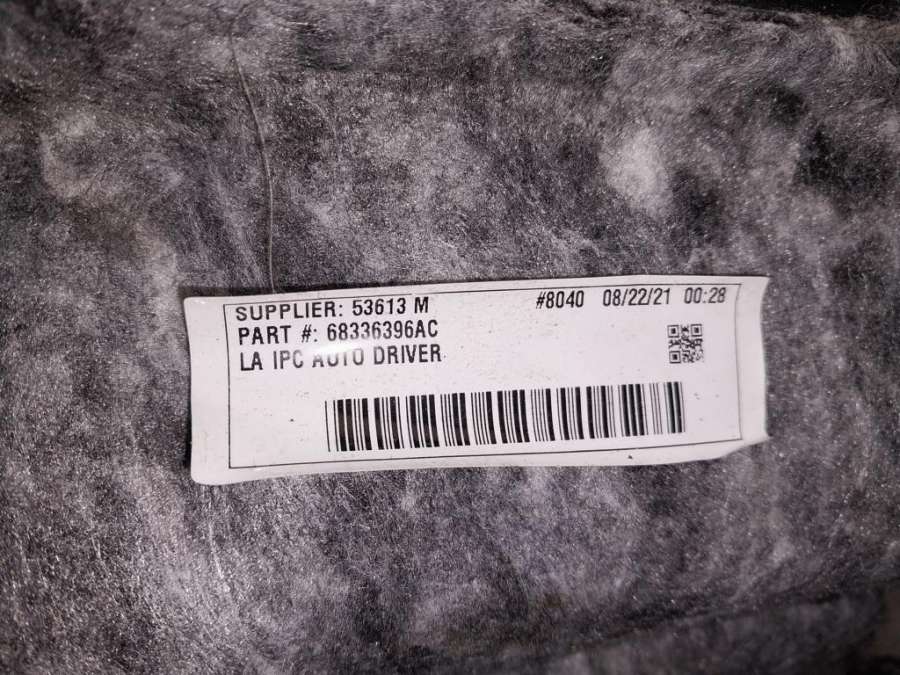 SUPPLIER: 53613 M #8040 08/22/21 00:28
PART #: 68336396AC
LA IPC AUTO DRIVER